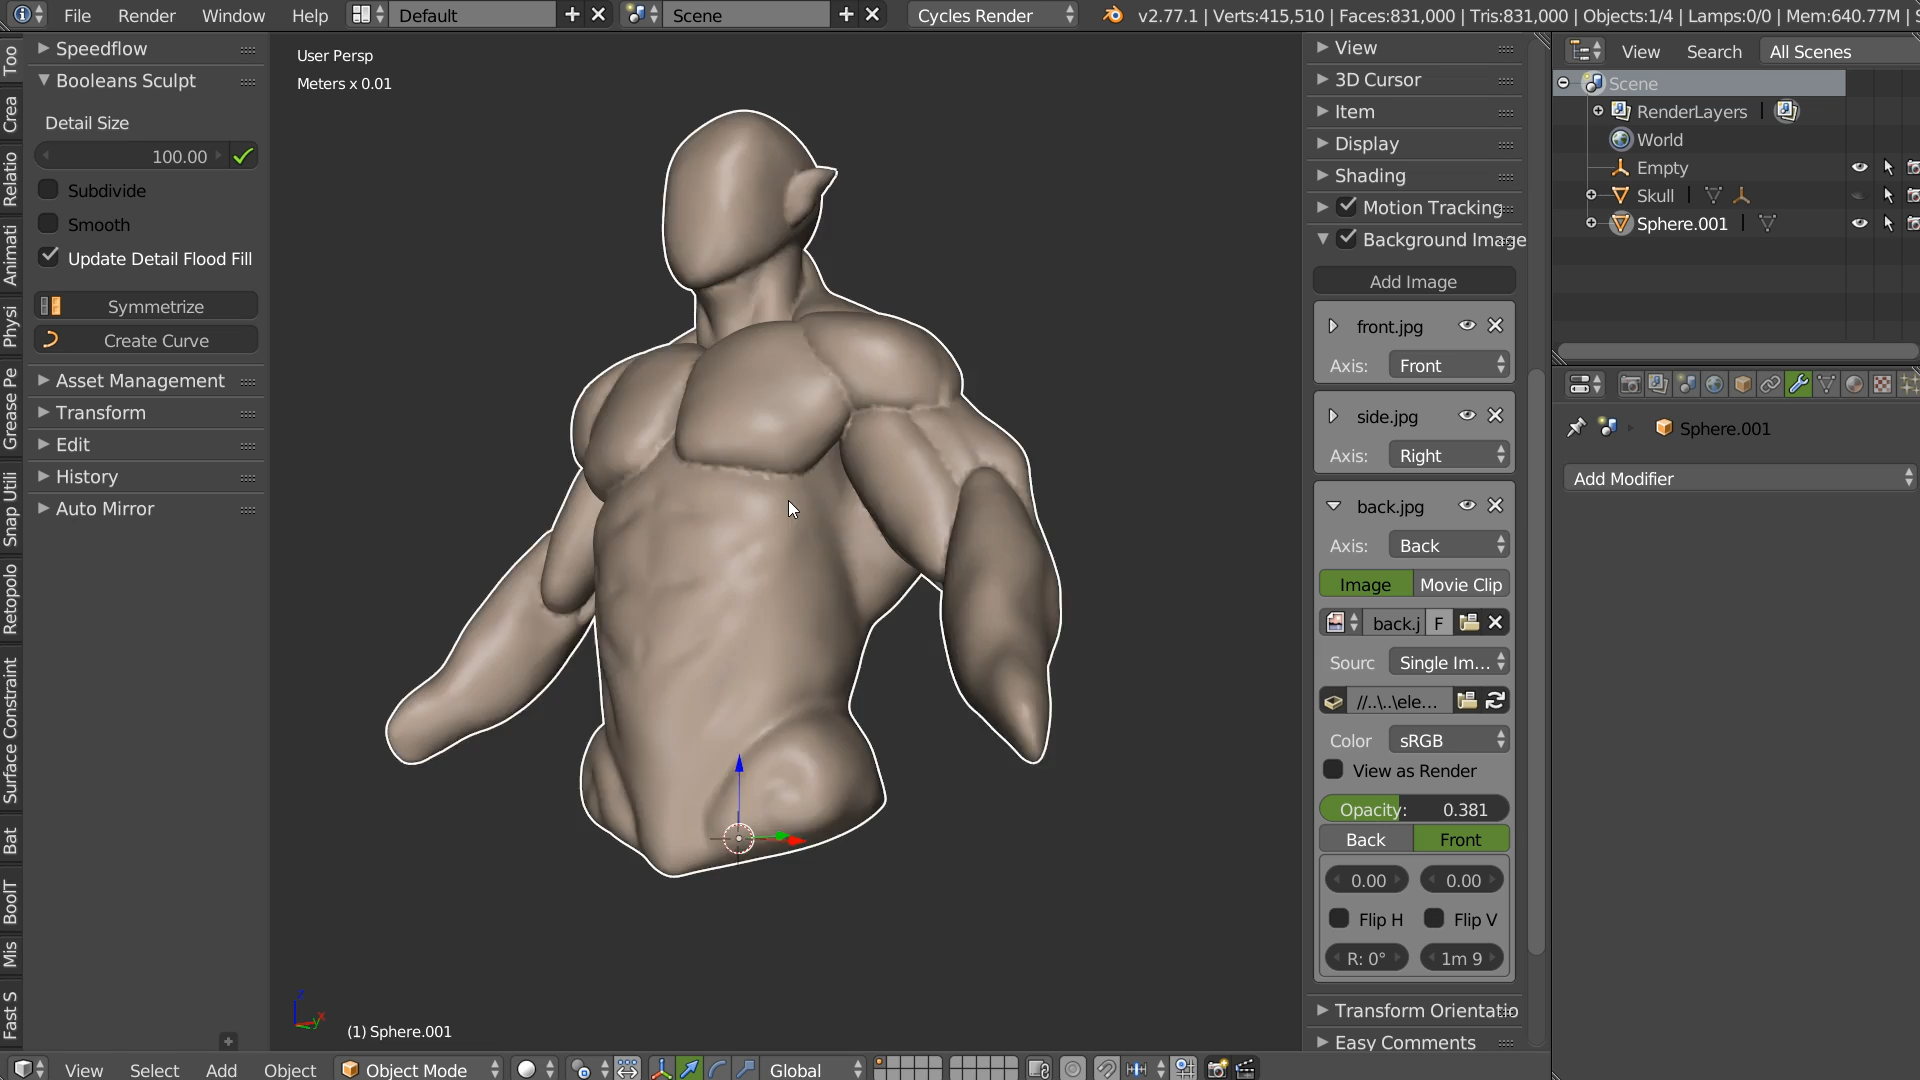 File Render Window Help Default Scene Cycles Render v2.77.1 | Verts:415,510 | Faces:831,000 | Tris:831,000 | Objects:1/4 | Lamps:0/0 | Mem:640.77M |
Too
Crea
Relatio
Animati
Physi
Grease Pe
Snap Utili
Retopolo
Surface Constraint
Bat
BoolT
Mis
Fast S
Speedflow
Booleans Sculpt
Detail Size
100.00
Subdivide
Smooth
Update Detail Flood Fill
Symmetrize
Create Curve
Asset Management
Transform
Edit
History
Auto Mirror
User Persp
Meters x 0.01
Z
X
Y
(1) Sphere.001
View
3D Cursor
Item
Display
Shading
Motion Tracking
Background Image
Add Image
front.jpg
Axis: Front
side.jpg
Axis: Right
back.jpg
Axis: Back
Image Movie Clip
back.j F
Sourc Single Im...
//..\..\ele...
Color sRGB
View as Render
Opacity: 0.381
Back Front
0.00 0.00
Flip H Flip V
R: 0° 1m 9
Transform Orientatio
Easy Comments
View Search All Scenes
Scene
RenderLayers |
World
Empty
Skull |
Sphere.001 |
Sphere.001
Add Modifier
View Select Add Object Object Mode Global